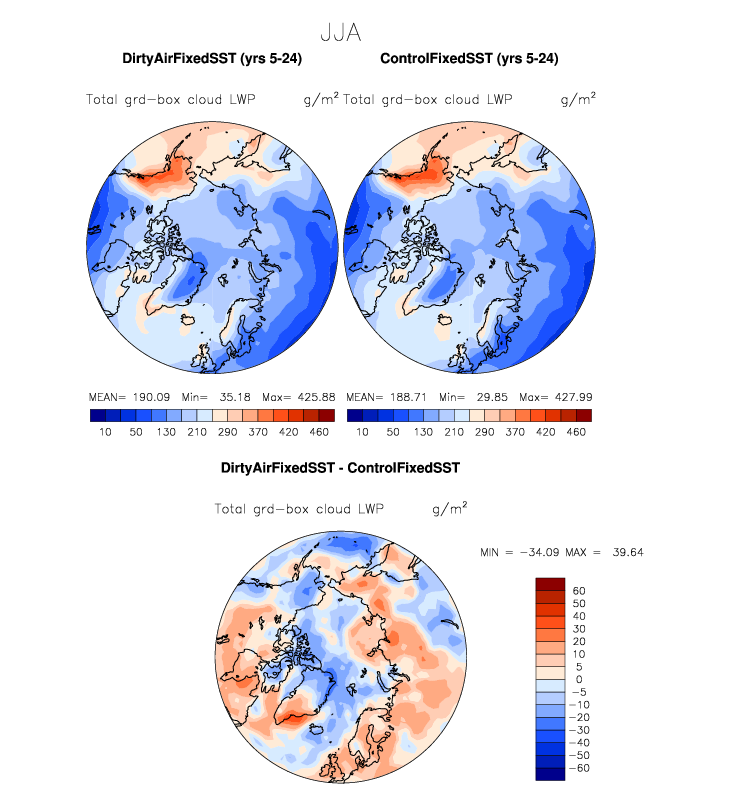 JJA
DirtyAirFixedSST (yrs 5-24) ControlFixedSST (yrs 5-24)
Total grd-box cloud LWP g/m² Total grd-box cloud LWP g/m²
MEAN= 190.09 Min= 35.18 Max= 425.88 MEAN= 188.71 Min= 29.85 Max= 427.99
10 50 130 210 290 370 420 460 10 50 130 210 290 370 420 460
DirtyAirFixedSST - ControlFixedSST
Total grd-box cloud LWP g/m²
MIN = -34.09 MAX = 39.64
60
50
40
30
20
10
5
0
-5
-10
-20
-30
-40
-50
-60